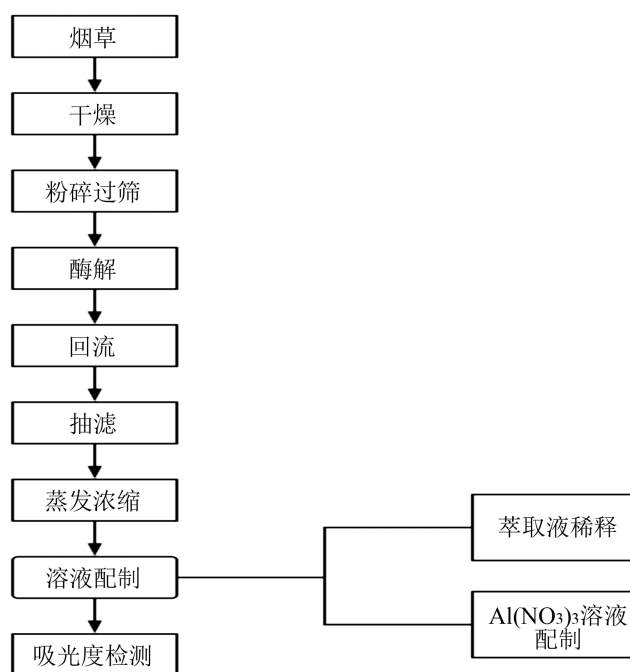 烟草
干燥
粉碎过筛
酶解
回流
抽滤
蒸发浓缩
萃取液稀释
溶液配制
Al(NO₃)₃溶液
配制
吸光度检测